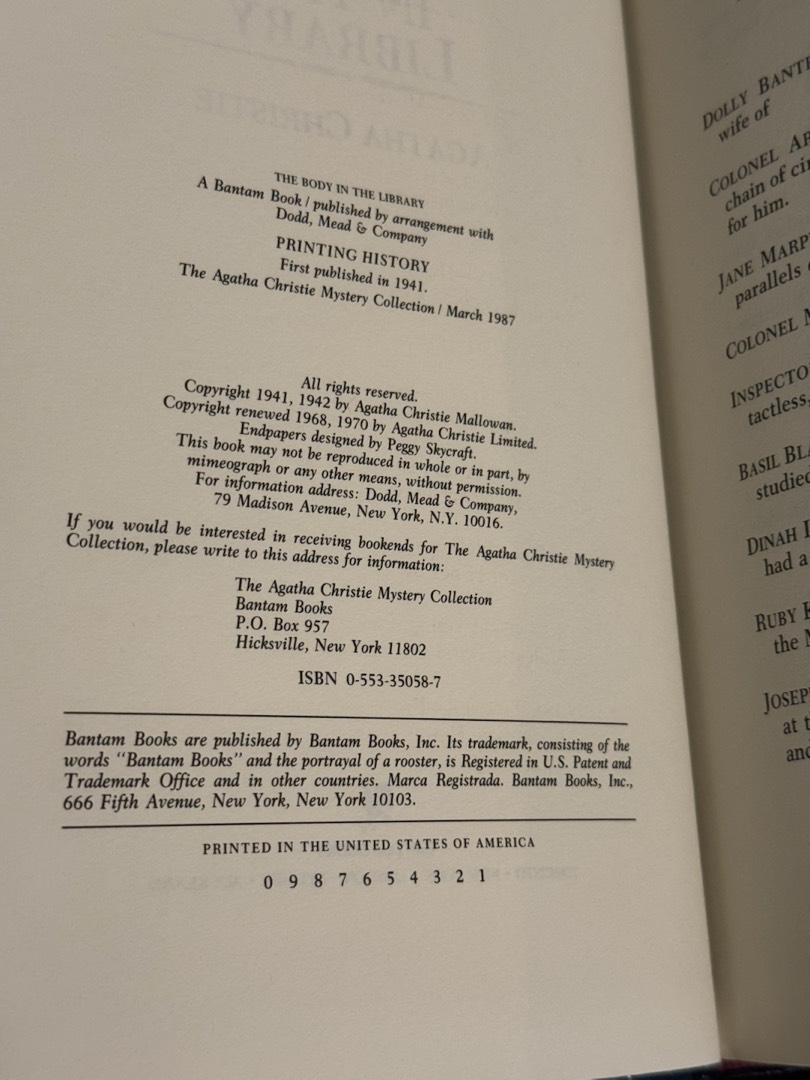 LIBRARY
AGATHA CHRISTIE
THE BODY IN THE LIBRARY
A Bantam Book / published by arrangement with
Dodd, Mead & Company
PRINTING HISTORY
First published in 1941.
The Agatha Christie Mystery Collection / March 1987
All rights reserved.
Copyright 1941, 1942 by Agatha Christie Mallowan.
Copyright renewed 1968, 1970 by Agatha Christie Limited.
Endpapers designed by Peggy Skycraft.
This book may not be reproduced in whole or in part, by
mimeograph or any other means, without permission.
For information address: Dodd, Mead & Company,
79 Madison Avenue, New York, N.Y. 10016.
If you would be interested in receiving bookends for The Agatha Christie Mystery
Collection, please write to this address for information:
The Agatha Christie Mystery Collection
Bantam Books
P.O. Box 957
Hicksville, New York 11802
ISBN 0-553-35058-7
Bantam Books are published by Bantam Books, Inc. Its trademark, consisting of the
words "Bantam Books" and the portrayal of a rooster, is Registered in U.S. Patent and
Trademark Office and in other countries. Marca Registrada. Bantam Books, Inc.,
666 Fifth Avenue, New York, New York 10103.
PRINTED IN THE UNITED STATES OF AMERICA
0 9 8 7 6 5 4 3 2 1
DOLLY
wife of
COLONEL
chain of
for him.
JANE
parallels
COLONEL
tactless,
BASIL
DINAH
had a
RUBY
the
at